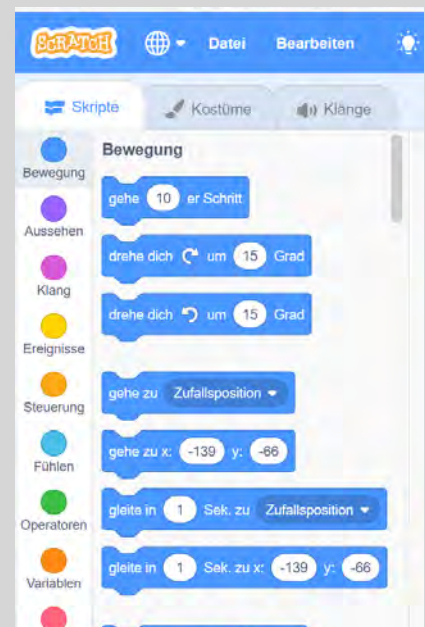 SCRATCH Datei Bearbeiten
Skripte Kostüme Klänge
Bewegung
Aussehen
Klang
Ereignisse
Steuerung
Fühlen
Operatoren
Variablen
Bewegung
gehe 10 er Schritt
drehe dich um 15 Grad
drehe dich um 15 Grad
gehe zu Zufallsposition
gehe zu x: -139 y: -66
gleite in 1 Sek. zu Zufallsposition
gleite in 1 Sek. zu x: -139 y: -66